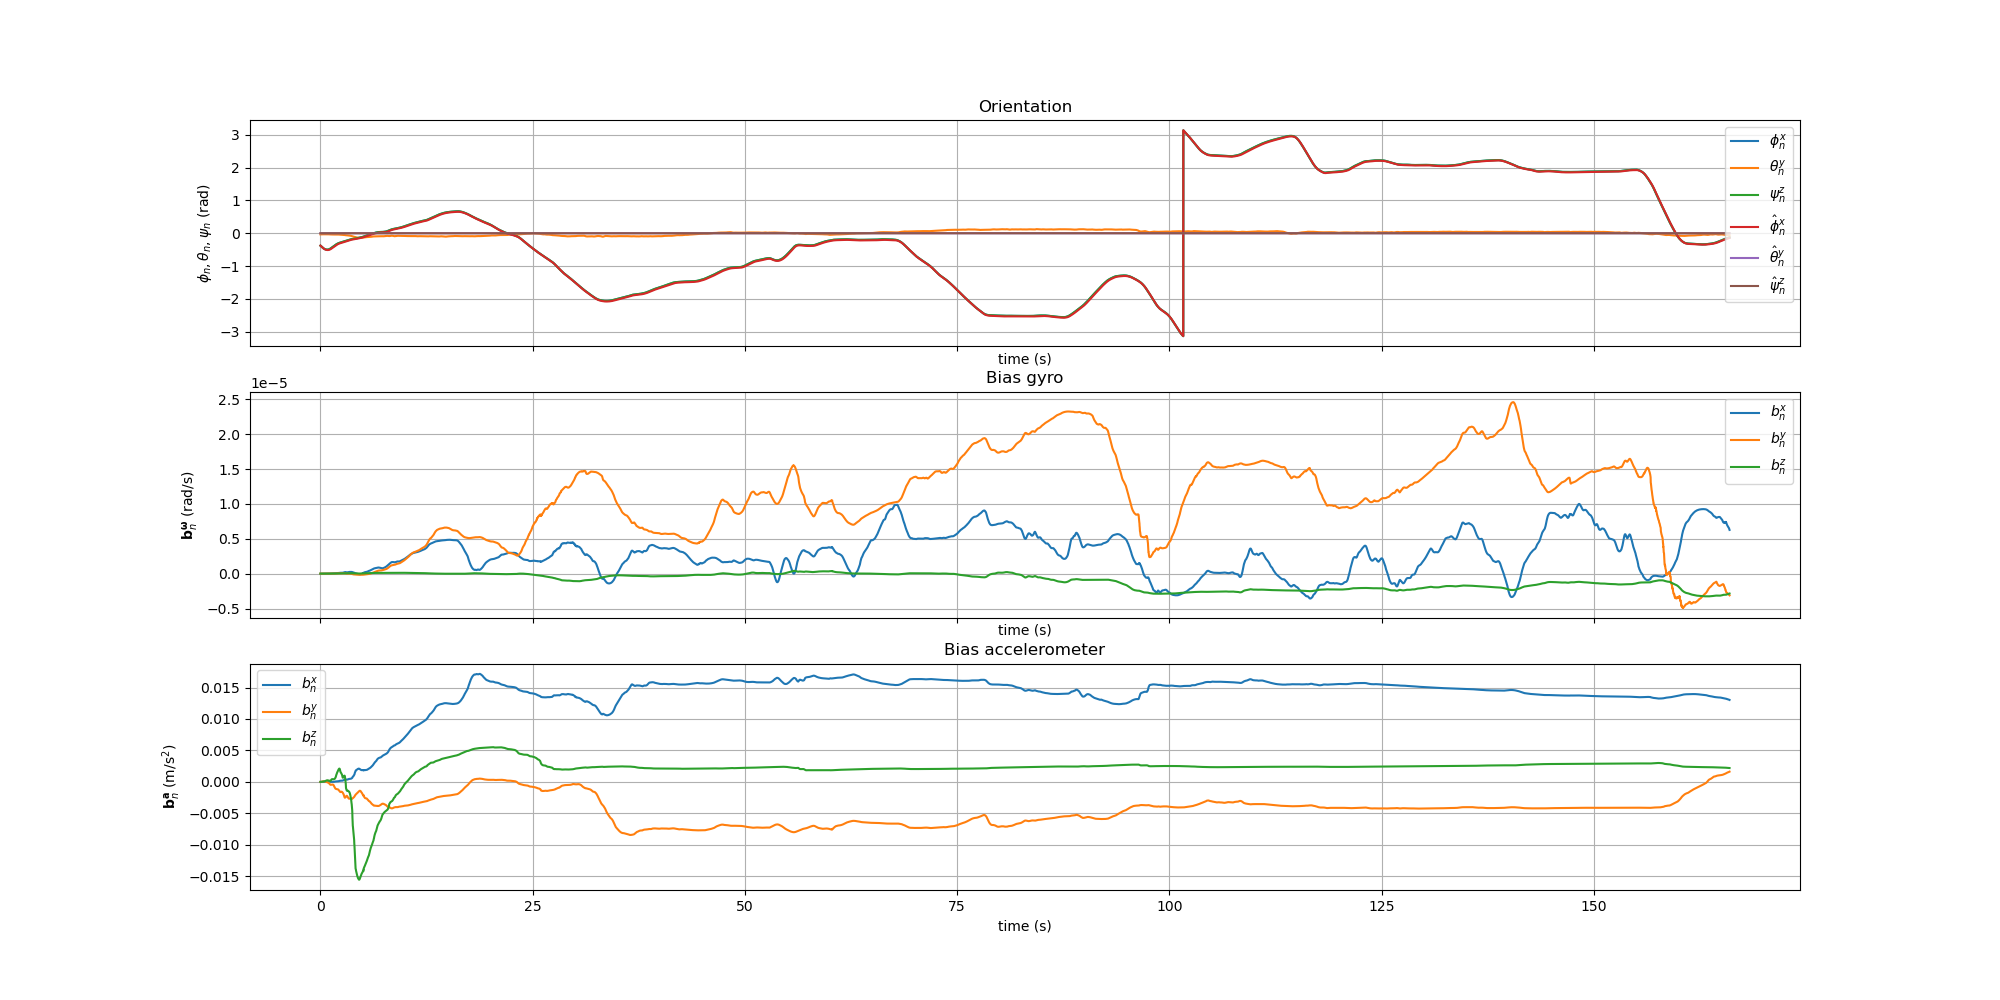 Orientation
3
2
1
0
−1
−2
−3
ϕₙ, θₙ, ψₙ (rad)
ϕₙˣ
θₙʸ
ψₙᶻ
ϕ̂ₙˣ
θ̂ₙʸ
ψ̂ₙᶻ
time (s)
Bias gyro
1e−5
2.5
2.0
1.5
1.0
0.5
0.0
−0.5
bₙ^ω (rad/s)
bₙˣ
bₙʸ
bₙᶻ
time (s)
Bias accelerometer
0.015
0.010
0.005
0.000
−0.005
−0.010
−0.015
bₙᵃ (m/s²)
bₙˣ
bₙʸ
bₙᶻ
0 25 50 75 100 125 150
time (s)